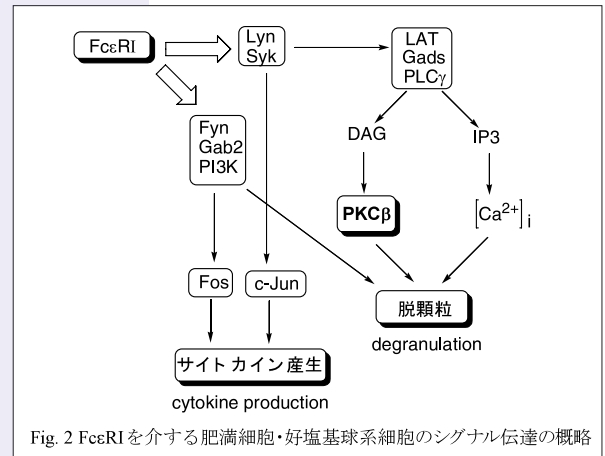 FcεRI
Lyn
Syk
LAT
Gads
PLCγ
Fyn
Gab2
PI3K
DAG
IP3
PKCβ
[Ca²⁺]i
Fos
c-Jun
脱顆粒
degranulation
サイトカイン産生
cytokine production
Fig. 2 FcεRIを介する肥満細胞・好塩基球系細胞のシグナル伝達の概略